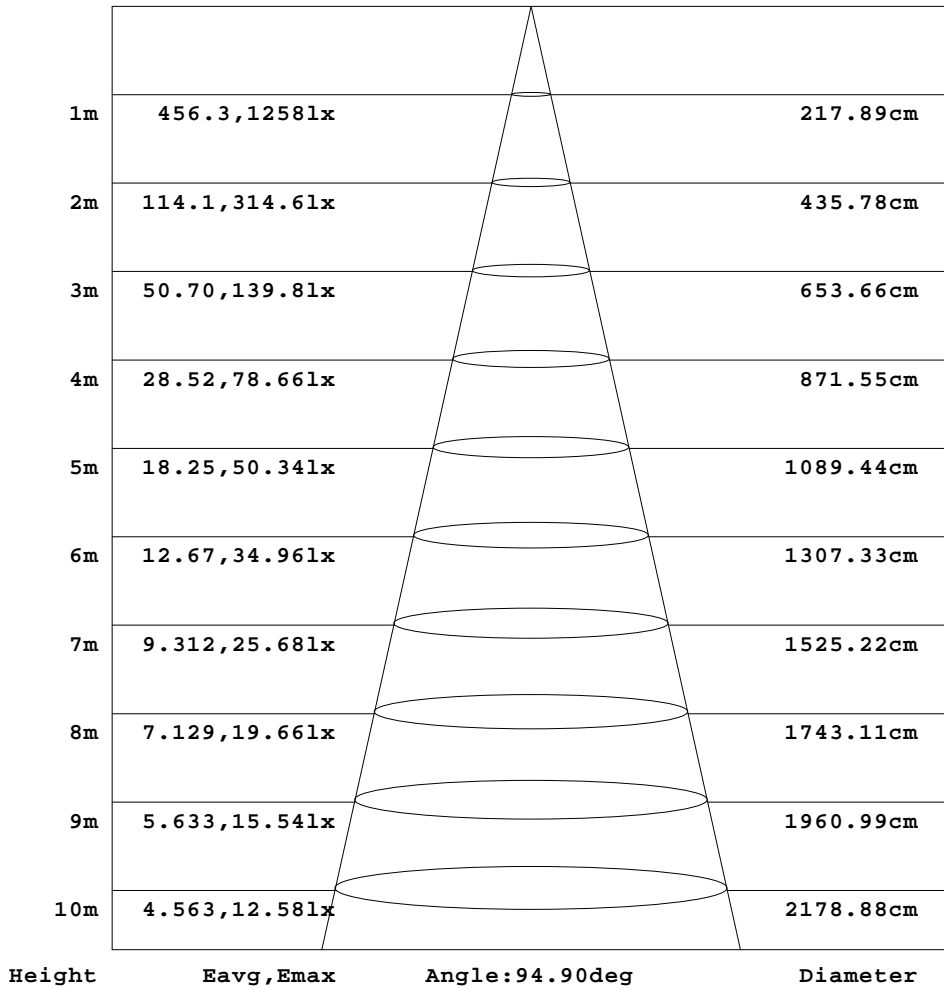 1m 456.3,1258lx 217.89cm
2m 114.1,314.6lx 435.78cm
3m 50.70,139.8lx 653.66cm
4m 28.52,78.66lx 871.55cm
5m 18.25,50.34lx 1089.44cm
6m 12.67,34.96lx 1307.33cm
7m 9.312,25.68lx 1525.22cm
8m 7.129,19.66lx 1743.11cm
9m 5.633,15.54lx 1960.99cm
10m 4.563,12.58lx 2178.88cm
Height Eavg,Emax Angle:94.90deg Diameter